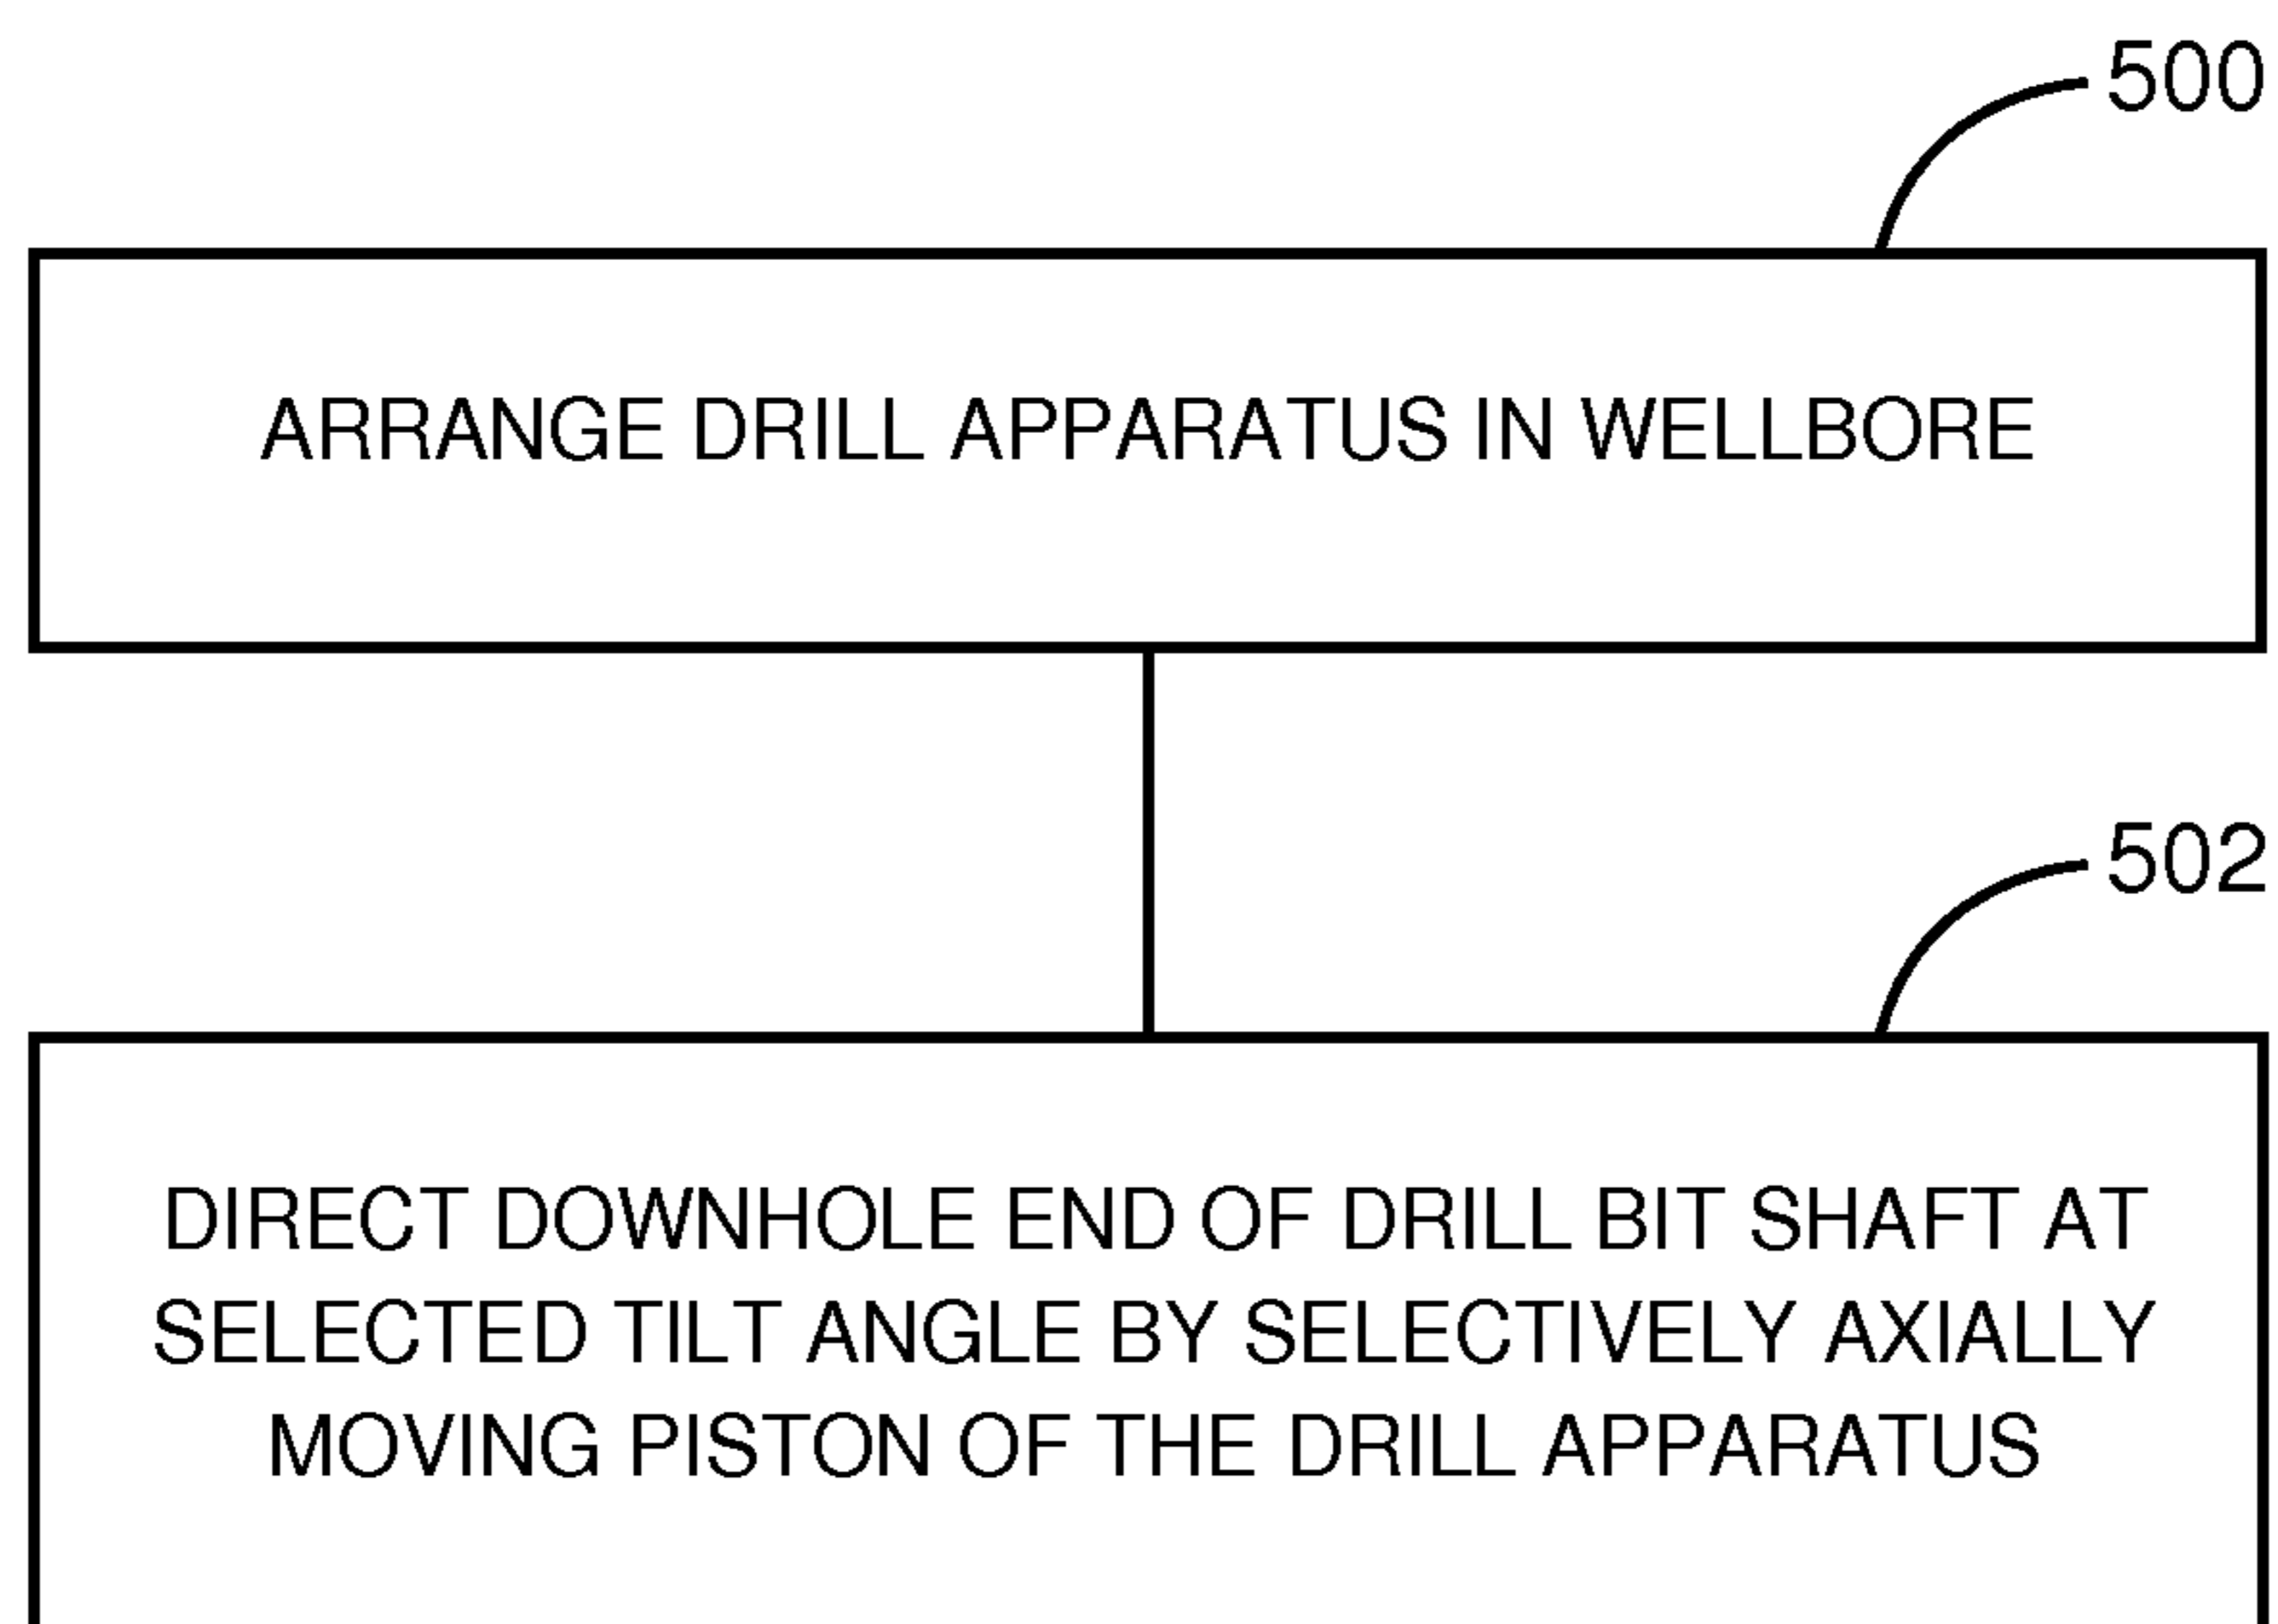 500
ARRANGE DRILL APPARATUS IN WELLBORE
502
DIRECT DOWNHOLE END OF DRILL BIT SHAFT AT
SELECTED TILT ANGLE BY SELECTIVELY AXIALLY
MOVING PISTON OF THE DRILL APPARATUS